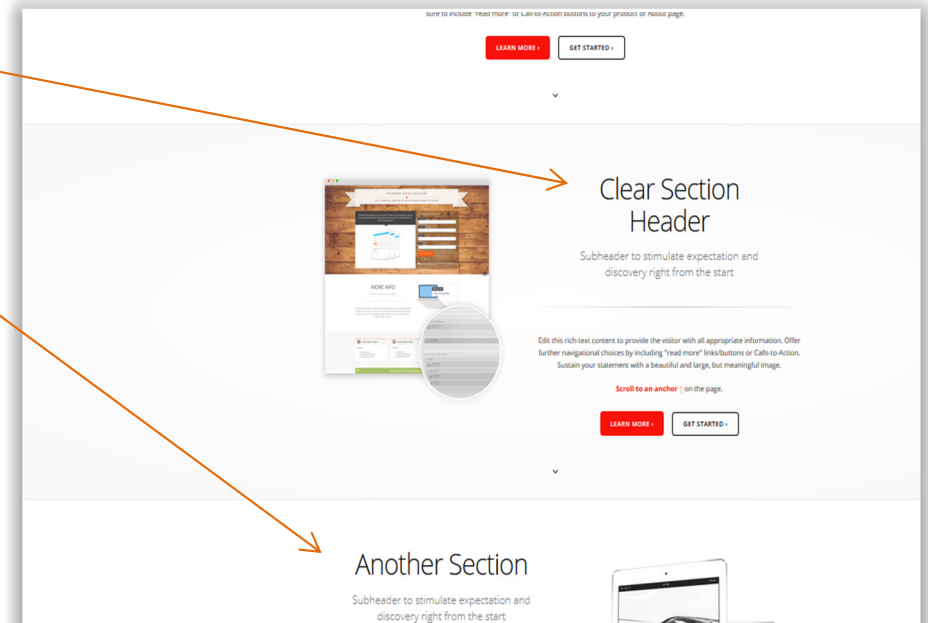 sure to include "read more" or Call-to-Action buttons to your product or About page.
LEARN MORE ›
GET STARTED ›
Clear Section
Header
Subheader to stimulate expectation and
discovery right from the start
MORE INFO
Edit this rich-text content to provide the visitor with all appropriate information. Offer
further navigational choices by including "read more" links/buttons or Calls-to-Action.
Sustain your statement with a beautiful and large, but meaningful image.
Scroll to an anchor ↑ on the page.
LEARN MORE ›
GET STARTED ›
Another Section
Subheader to stimulate expectation and
discovery right from the start